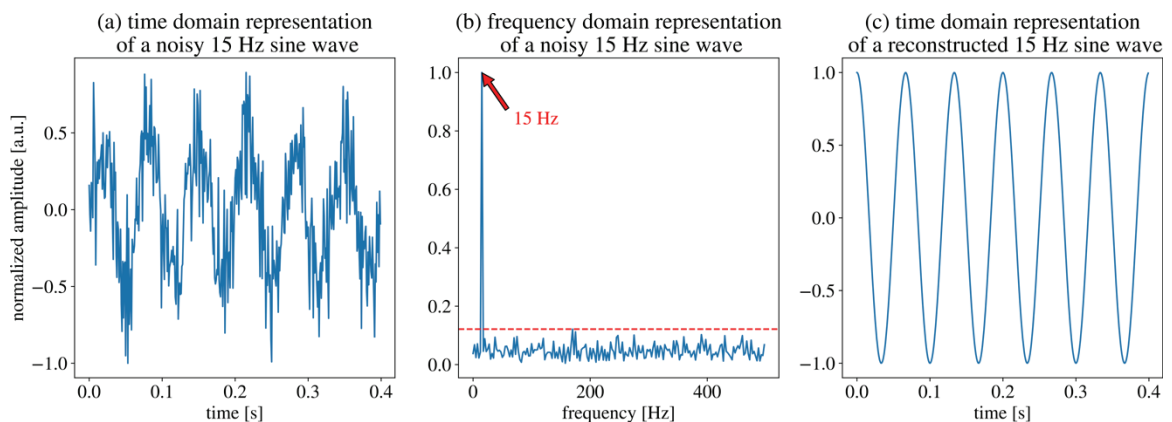 (a) time domain representation
of a noisy 15 Hz sine wave
normalized amplitude [a.u.]
0.5
0.0
−0.5
−1.0
0.0 0.1 0.2 0.3 0.4
time [s]
(b) frequency domain representation
of a noisy 15 Hz sine wave
1.0
15 Hz
0.8
0.6
0.4
0.2
0.0
0 200 400
frequency [Hz]
(c) time domain representation
of a reconstructed 15 Hz sine wave
1.0
0.5
0.0
−0.5
−1.0
0.0 0.1 0.2 0.3 0.4
time [s]